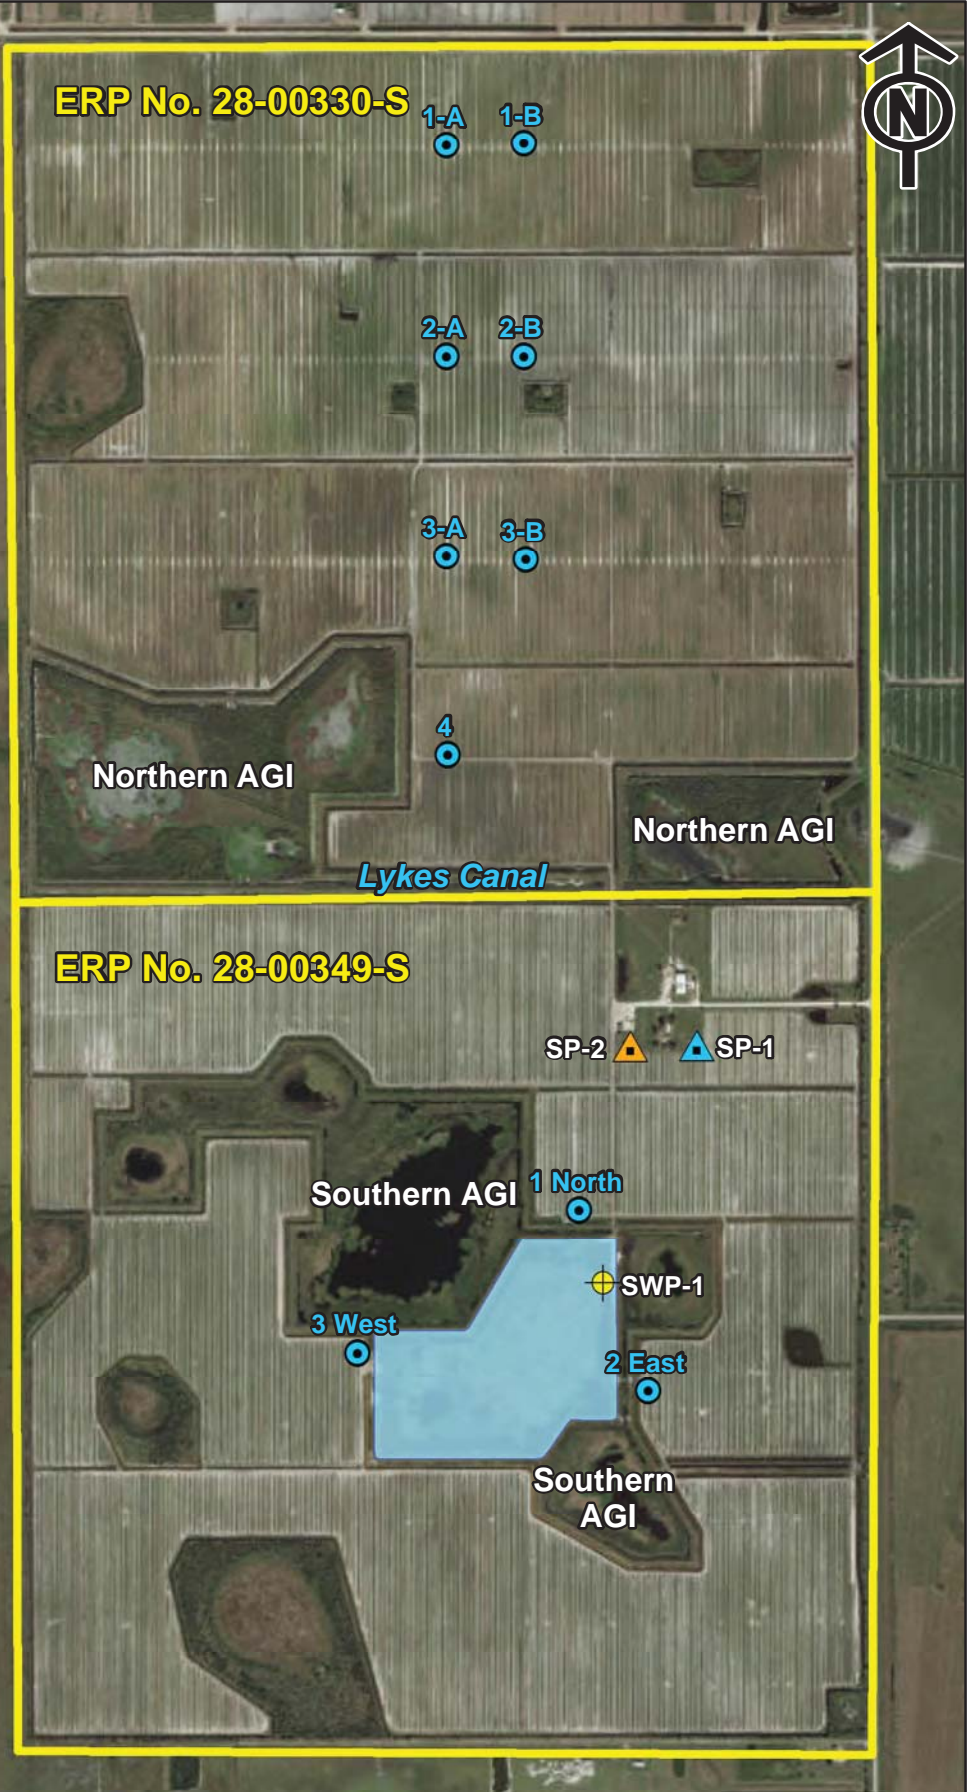 ERP No. 28-00330-S
1-A
1-B
N
2-A
2-B
3-A
3-B
4
Northern AGI
Northern AGI
Lykes Canal
ERP No. 28-00349-S
SP-2
SP-1
Southern AGI
1 North
SWP-1
3 West
2 East
Southern
AGI